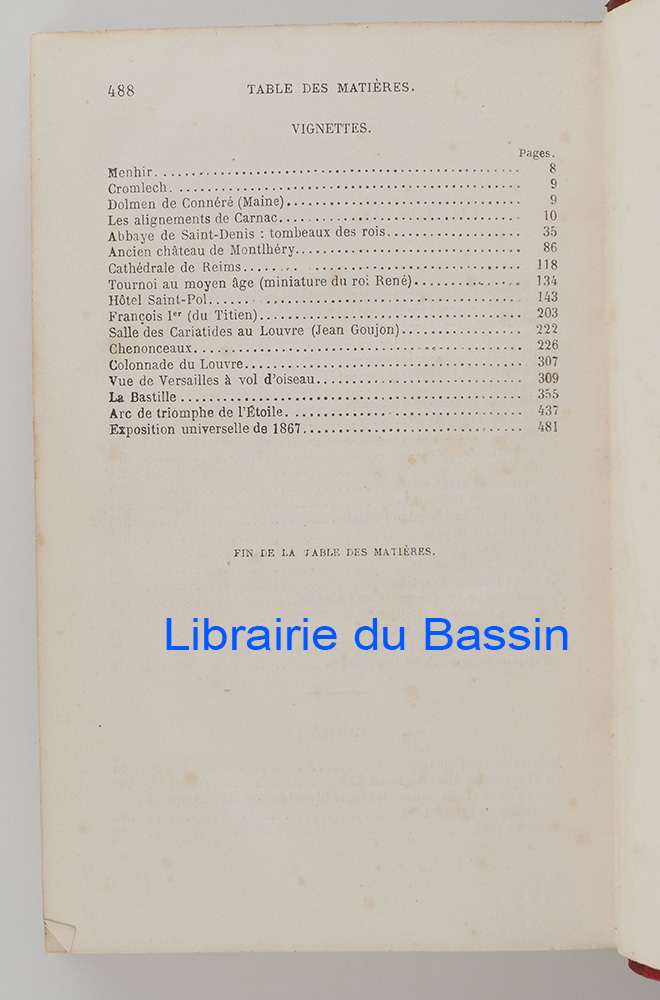 488 TABLE DES MATIÈRES.
VIGNETTES.
Pages.
Menhir. 8
Cromlech. 9
Dolmen de Connéré (Maine) 9
Les alignements de Carnac. 10
Abbaye de Saint-Denis : tombeaux des rois. 35
Ancien château de Montlhéry. 86
Cathédrale de Reims. 118
Tournoi au moyen âge (miniature du roi René) 134
Hôtel Saint-Pol. 143
François 1er (du Titien) 203
Salle des Cariatides au Louvre (Jean Goujon) 222
Chenonceaux. 226
Colonnade du Louvre. 307
Vue de Versailles à vol d'oiseau. 309
La Bastille 355
Arc de triomphe de l'Étoile. 437
Exposition universelle de 1867. 481
FIN DE LA TABLE DES MATIÈRES.
Librairie du Bassin